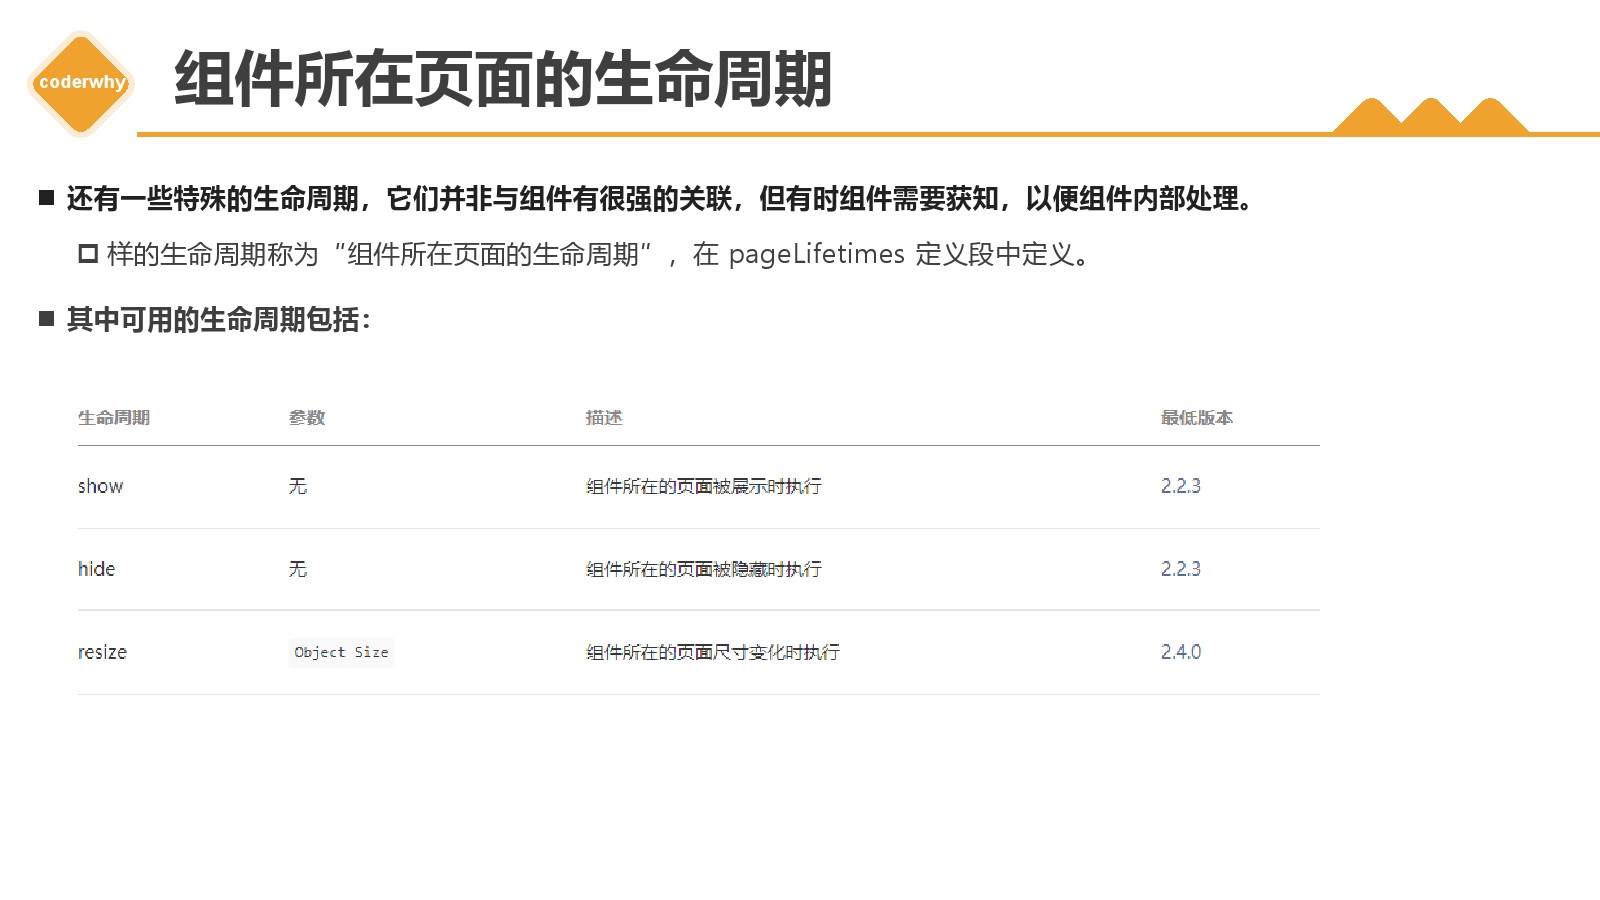 coderwhy
组件所在页面的生命周期
还有一些特殊的生命周期，它们并非与组件有很强的关联，但有时组件需要获知，以便组件内部处理。
样的生命周期称为“组件所在页面的生命周期”，在 pageLifetimes 定义段中定义。
其中可用的生命周期包括：
生命周期 参数 描述 最低版本
show 无 组件所在的页面被展示时执行 2.2.3
hide 无 组件所在的页面被隐藏时执行 2.2.3
resize Object Size 组件所在的页面尺寸变化时执行 2.4.0